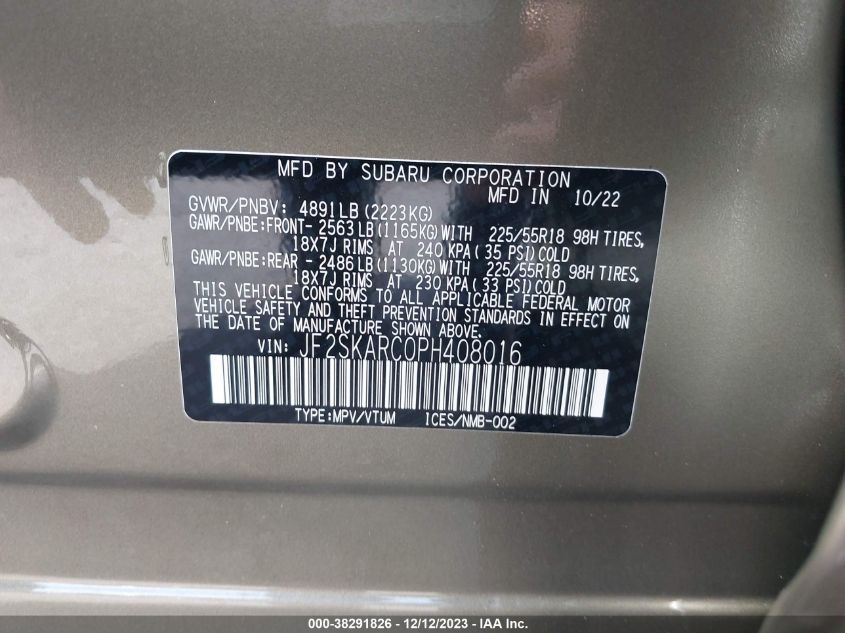 MFD BY SUBARU CORPORATION
MFD IN 10/22
GVWR/PNBV: 4891LB(2223KG)
GAWR/PNBE:FRONT- 2563LB(1165KG)WITH 225/55R18 98H TIRES,
18X7J RIMS AT 240 KPA(35 PSI)COLD
GAWR/PNBE:REAR - 2486LB(1130KG)WITH 225/55R18 98H TIRES,
18X7J RIMS AT 230 KPA(33 PSI)COLD
THIS VEHICLE CONFORMS TO ALL APPLICABLE FEDERAL MOTOR
VEHICLE SAFETY AND THEFT PREVENTION STANDARDS IN EFFECT ON
THE DATE OF MANUFACTURE SHOWN ABOVE.
VIN: JF2SKARC0PH408016
TYPE:MPV/VTUM ICES/NMB-002
000-38291826 - 12/12/2023 - IAA Inc.